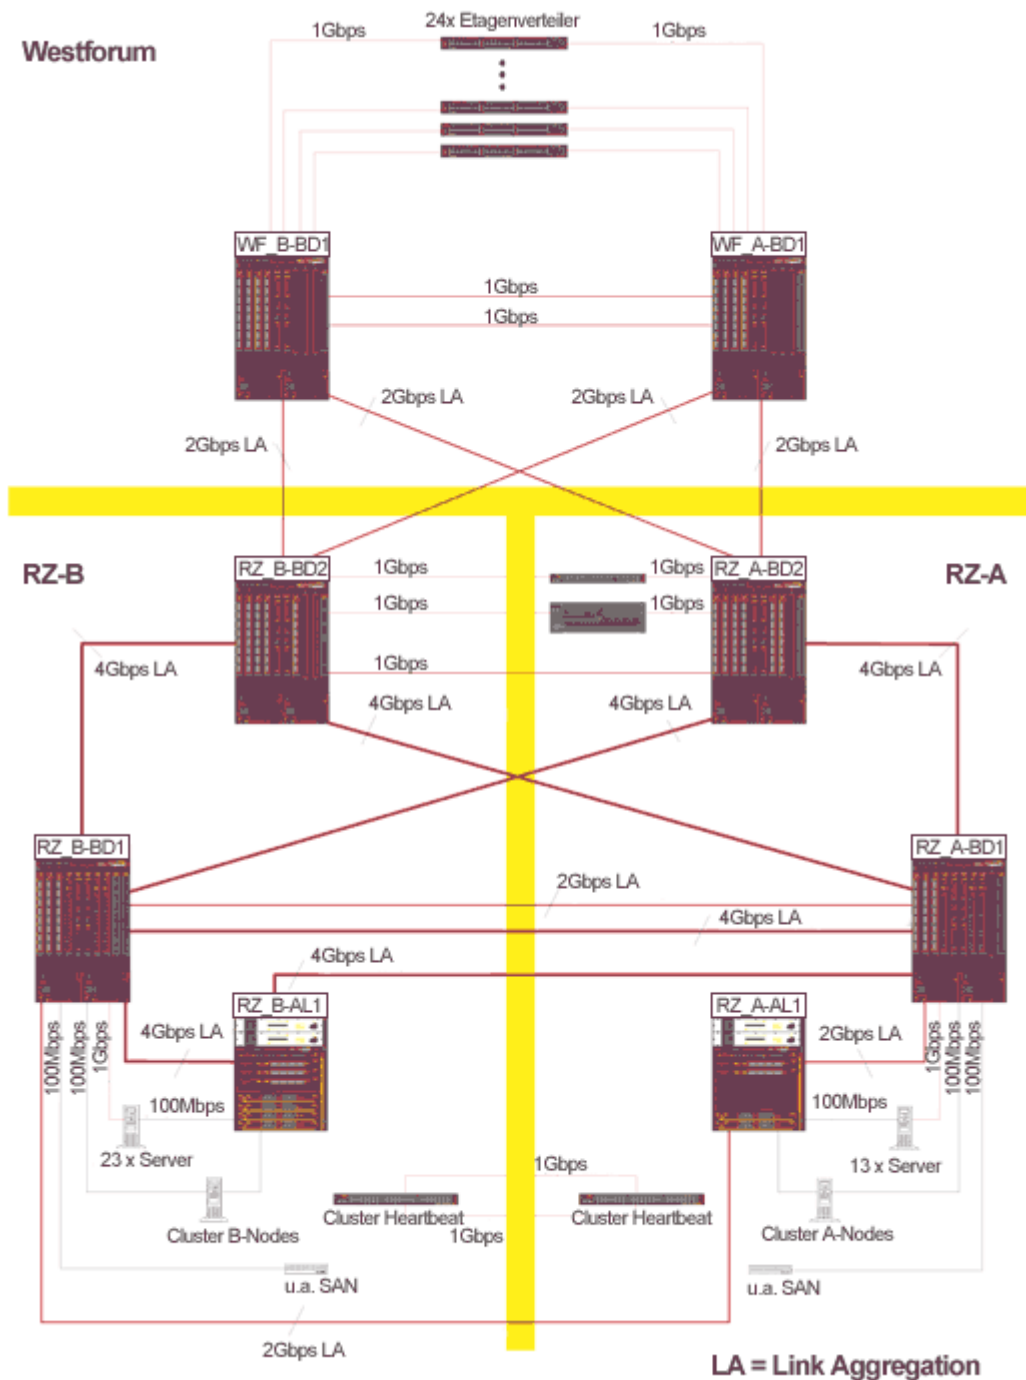 24x Etagenverteiler
1Gbps
1Gbps
Westforum
WF_B-BD1
WF_A-BD1
1Gbps
1Gbps
2Gbps LA
2Gbps LA
2Gbps LA
2Gbps LA
RZ-B
RZ_B-BD2
1Gbps
1Gbps
RZ_A-BD2
RZ-A
1Gbps
1Gbps
4Gbps LA
1Gbps
4Gbps LA
4Gbps LA
4Gbps LA
RZ_B-BD1
RZ_A-BD1
2Gbps LA
4Gbps LA
4Gbps LA
RZ_B-AL1
RZ_A-AL1
100Mbps
100Mbps
1Gbps
4Gbps LA
2Gbps LA
1Gbps
100Mbps
100Mbps
100Mbps
100Mbps
23 x Server
13 x Server
1Gbps
Cluster Heartbeat
Cluster Heartbeat
Cluster B-Nodes
1Gbps
Cluster A-Nodes
u.a. SAN
u.a. SAN
2Gbps LA
LA = Link Aggregation